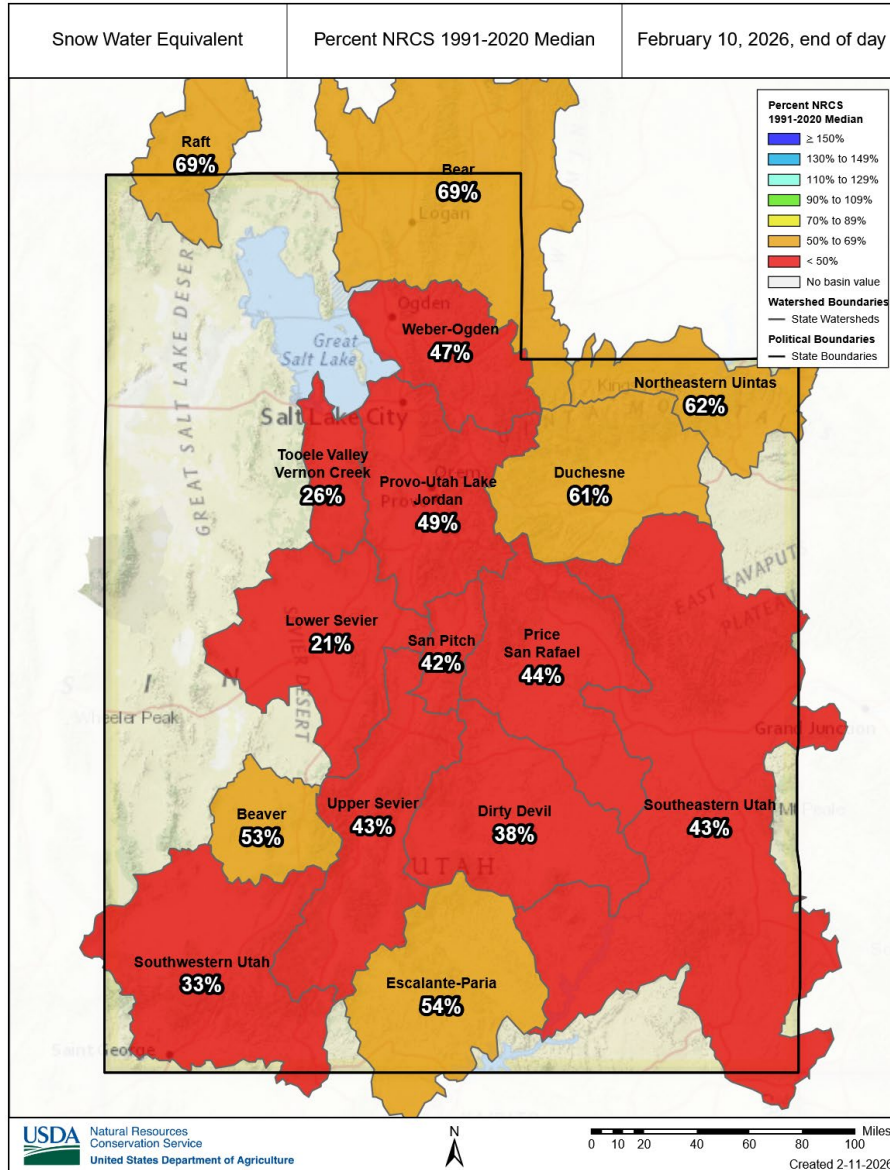 Snow Water Equivalent
Percent NRCS 1991-2020 Median
February 10, 2026, end of day
Percent NRCS
1991-2020 Median
≥ 150%
130% to 149%
110% to 129%
90% to 109%
70% to 89%
50% to 69%
< 50%
No basin value
Watershed Boundaries
State Watersheds
Political Boundaries
State Boundaries
Raft
69%
Bear
69%
Logan
GREAT SALT LAKE DESERT
Ogden
Great
Salt Lake
Weber-Ogden
47%
Northeastern Uintas
62%
Salt Lake City
Tooele Valley
Vernon Creek
26%
Orem
Provo-Utah Lake
Jordan
49%
Duchesne
61%
EAST TAVAPUT
PLATEAU
Lower Sevier
21%
SEVIER DESERT
San Pitch
42%
Price
San Rafael
44%
Wheeler Peak
Grand Junction
Beaver
53%
Upper Sevier
43%
Dirty Devil
38%
Southeastern Utah
43%
UTAH
Southwestern Utah
33%
Escalante-Paria
54%
Saint George
USDA
Natural Resources
Conservation Service
United States Department of Agriculture
N
Miles
0 10 20 40 60 80 100
Created 2-11-2026